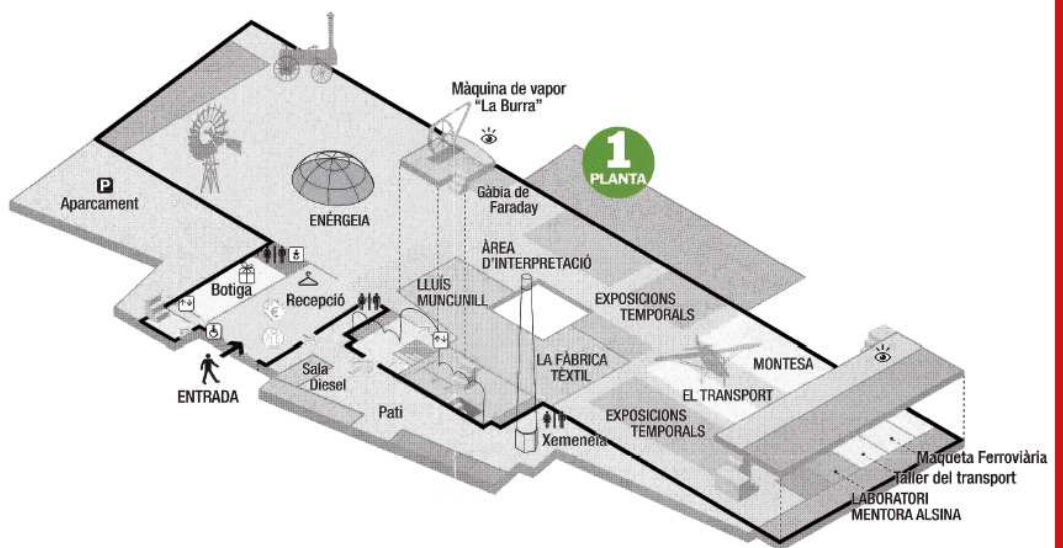 Màquina de vapor
"La Burra"
1
PLANTA
P
Aparcament
Gàbia de
Faraday
ENÉRGEIA
ÀREA
D'INTERPRETACIÓ
LLUÍS
MUNCUNILL
Botiga
Recepció
EXPOSICIONS
TEMPORALS
€
LA FÀBRICA
TÈXTIL
MONTESA
Sala
Diesel
ENTRADA
EL TRANSPORT
Pati
EXPOSICIONS
TEMPORALS
Xemeneia
Maqueta Ferroviària
Taller del transport
LABORATORI
MENTORA ALSINA